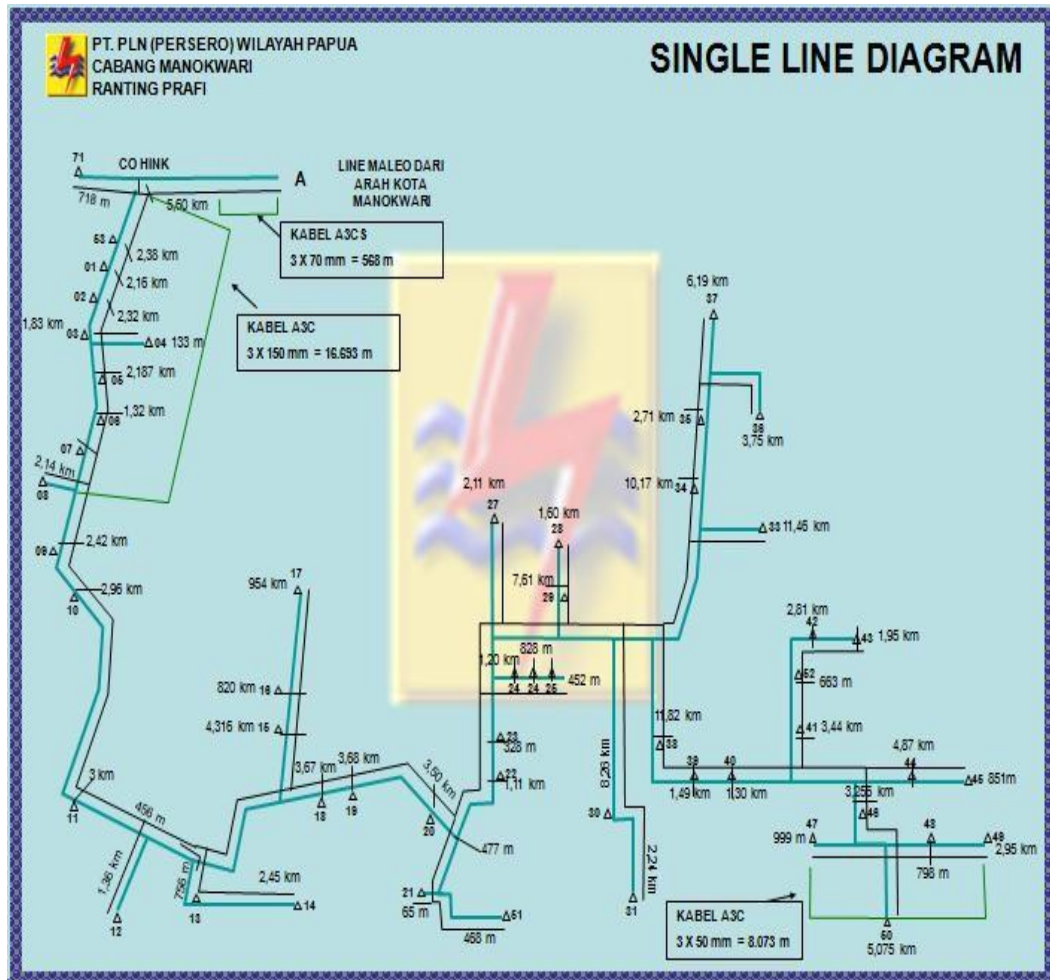 PT. PLN (PERSERO) WILAYAH PAPUA
CABANG MANOKWARI
RANTING PRAFI
SINGLE LINE DIAGRAM
71
CO HINK
A
LINE MALEO DARI
ARAH KOTA
MANOKWARI
718 m
5,60 km
KABEL A3CS
3 X 70 mm = 568 m
53
2,38 km
01
2,16 km
02
2,32 km
1,83 km
03
04
133 m
KABEL A3C
3 X 150 mm = 16.693 m
05
2,187 km
1,32 km
06
07
2,14 km
08
09
2,42 km
10
2,96 km
11
3 km
456 m
1,36 km
12
756 m
13
2,45 km
14
954 km
17
820 km
16
4,316 km
15
3,67 km
18
3,68 km
19
3,50 km
20
477 m
21
65 m
51
468 m
2,11 km
27
1,60 km
28
7,61 km
29
828 m
1,20 km
24
24
25
452 m
23
328 m
22
1,11 km
6,19 km
37
2,71 km
35
36
3,75 km
10,17 km
34
33
11,46 km
8,26 km
30
2,24 km
31
11,82 km
38
39
1,49 km
40
1,30 km
2,81 km
42
43
1,95 km
52
663 m
41
3,44 km
4,87 km
44
45
851m
3,255 km
46
47
999 m
48
49
2,95 km
798 m
50
5,075 km
KABEL A3C
3 X 50 mm = 8.073 m